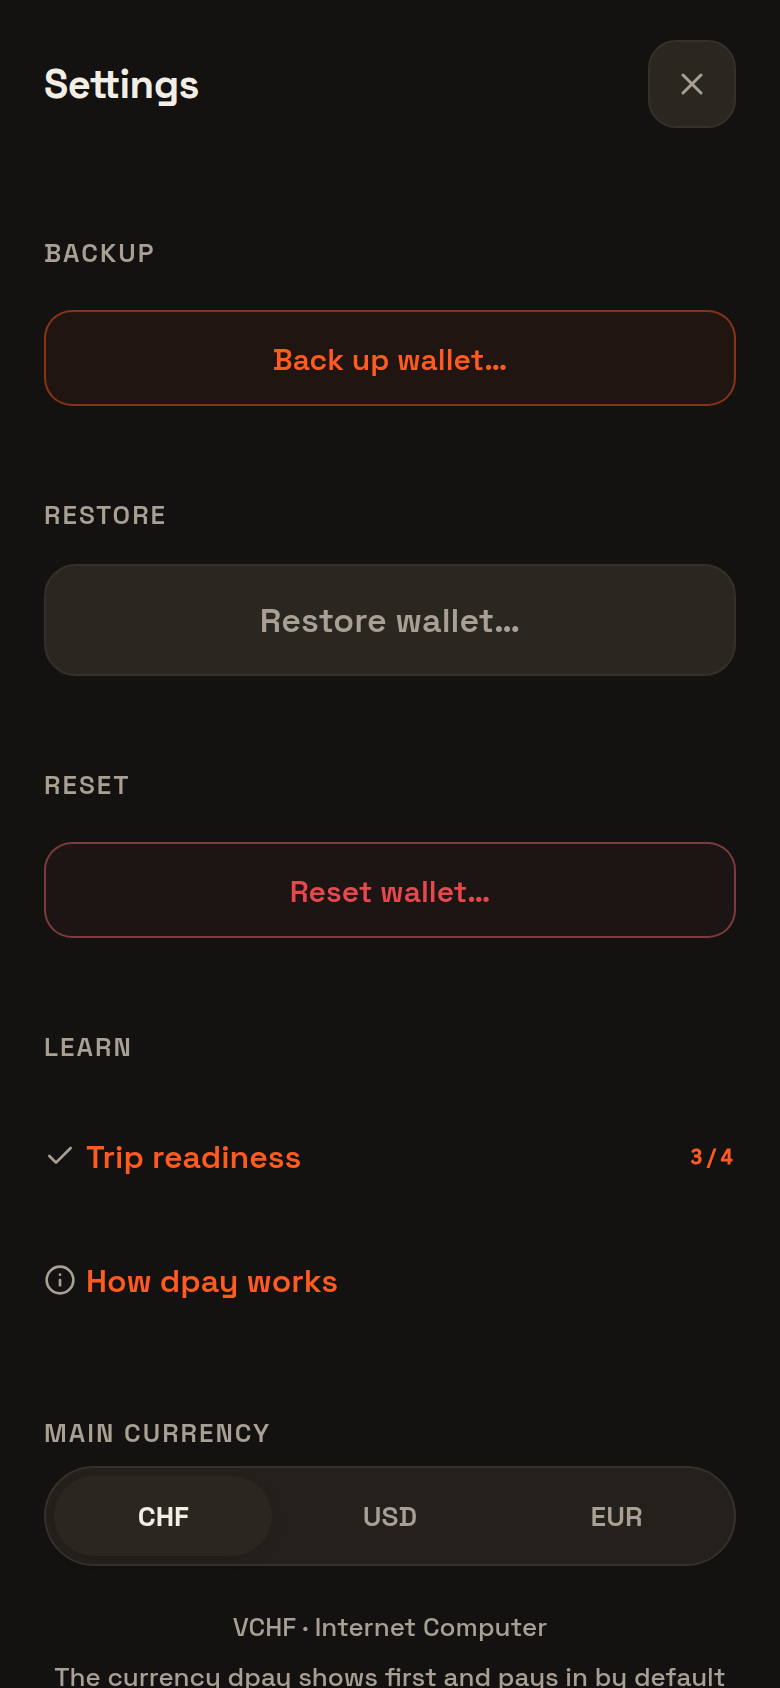 Settings
BACKUP
Back up wallet...
RESTORE
Restore wallet...
RESET
Reset wallet...
LEARN
Trip readiness 3/4
How dpay works
MAIN CURRENCY
CHF USD EUR
VCHF · Internet Computer
The currency dpay shows first and pays in by default